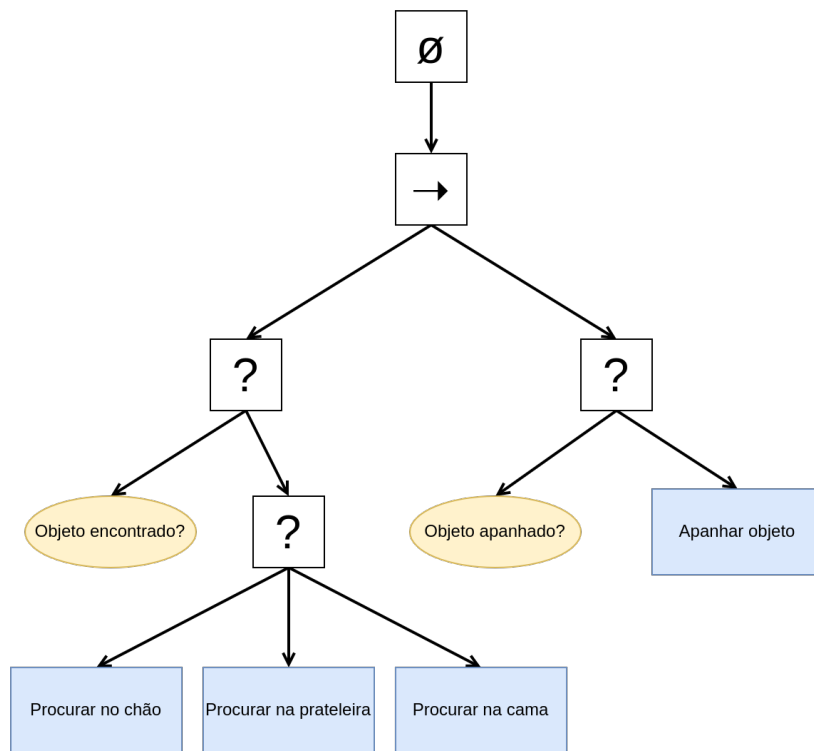 ø
→
?
?
Objeto encontrado?
?
Objeto apanhado?
Apanhar objeto
Procurar no chão
Procurar na prateleira
Procurar na cama